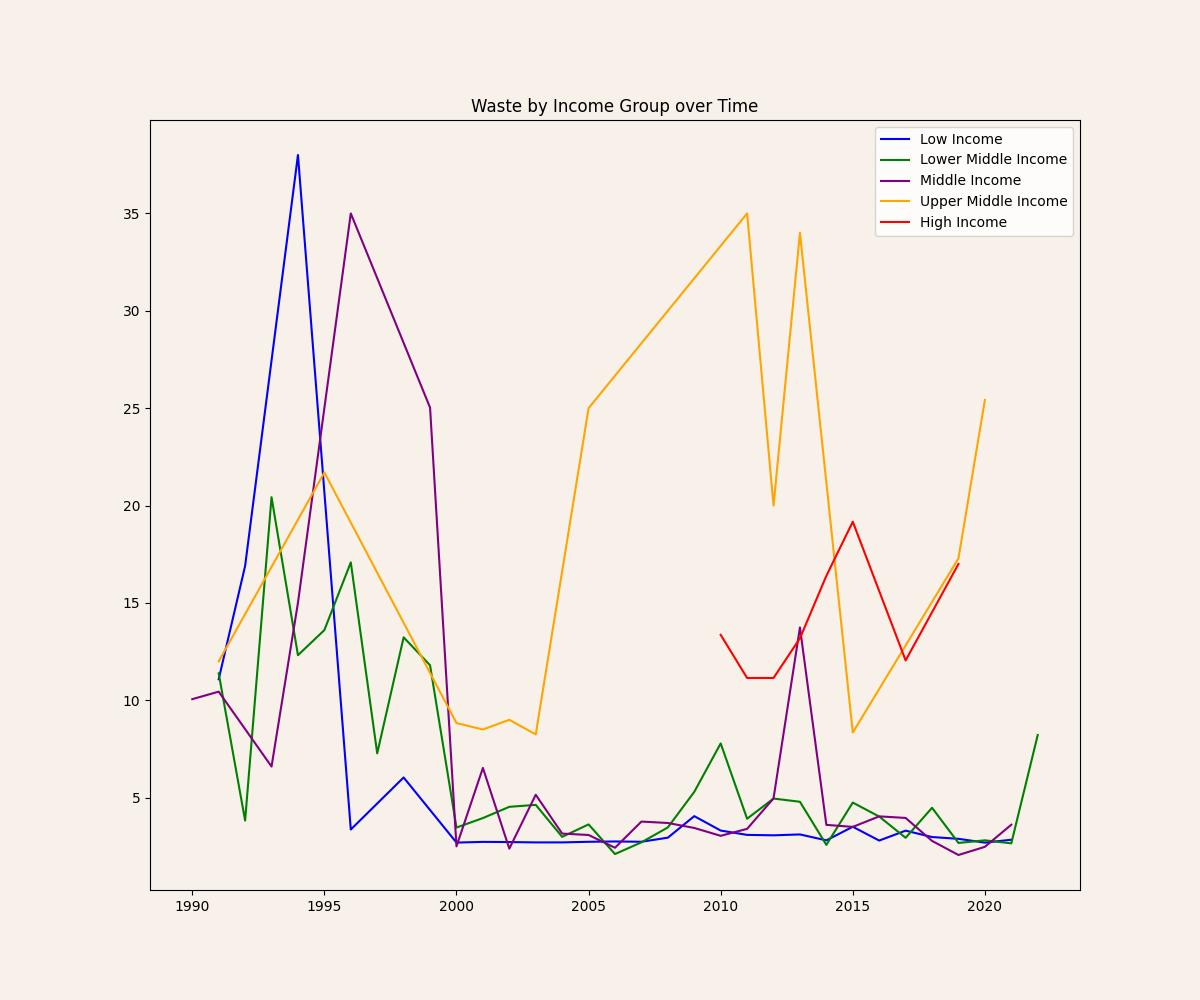 Waste by Income Group over Time
Low Income
Lower Middle Income
Middle Income
Upper Middle Income
High Income
35
30
25
20
15
10
5
1990 1995 2000 2005 2010 2015 2020